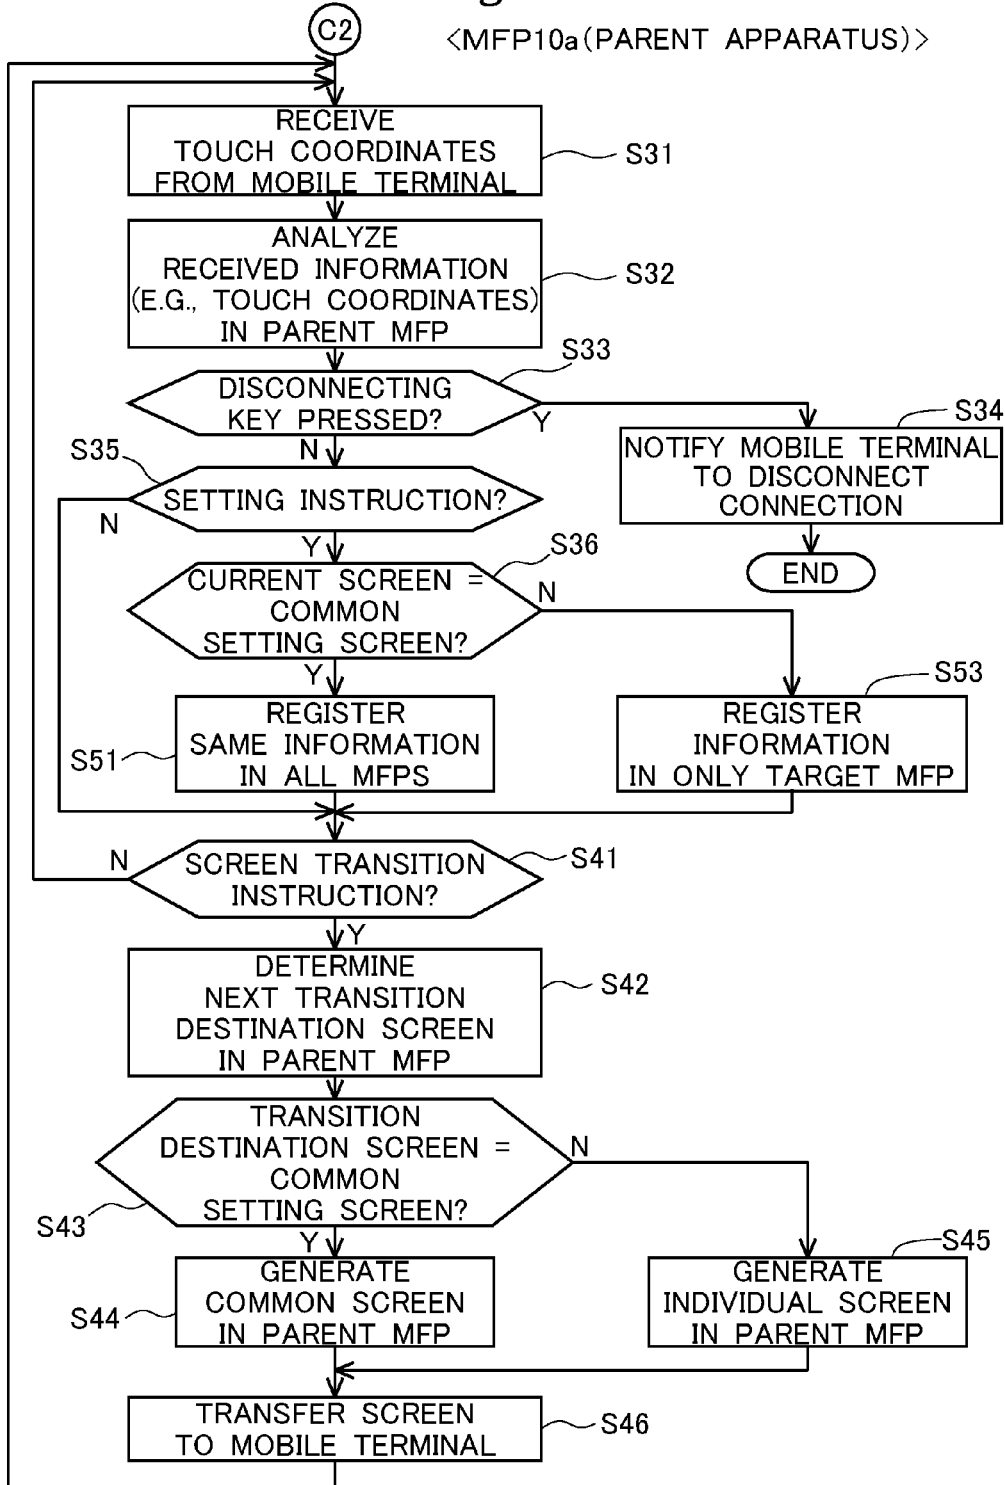 g
C2
<MFP10a(PARENT APPARATUS)>
RECEIVE
TOUCH COORDINATES
FROM MOBILE TERMINAL
S31
ANALYZE
RECEIVED INFORMATION
(E.G., TOUCH COORDINATES)
IN PARENT MFP
S32
S33
DISCONNECTING
KEY PRESSED?
Y
N
S34
NOTIFY MOBILE TERMINAL
TO DISCONNECT
CONNECTION
END
S35
SETTING INSTRUCTION?
N
Y
S36
CURRENT SCREEN =
COMMON
SETTING SCREEN?
N
Y
S51
REGISTER
SAME INFORMATION
IN ALL MFPS
S53
REGISTER
INFORMATION
IN ONLY TARGET MFP
N
SCREEN TRANSITION
INSTRUCTION?
S41
Y
DETERMINE
NEXT TRANSITION
DESTINATION SCREEN
IN PARENT MFP
S42
TRANSITION
DESTINATION SCREEN =
COMMON
SETTING SCREEN?
N
S43
Y
S44
GENERATE
COMMON SCREEN
IN PARENT MFP
S45
GENERATE
INDIVIDUAL SCREEN
IN PARENT MFP
TRANSFER SCREEN
TO MOBILE TERMINAL
S46